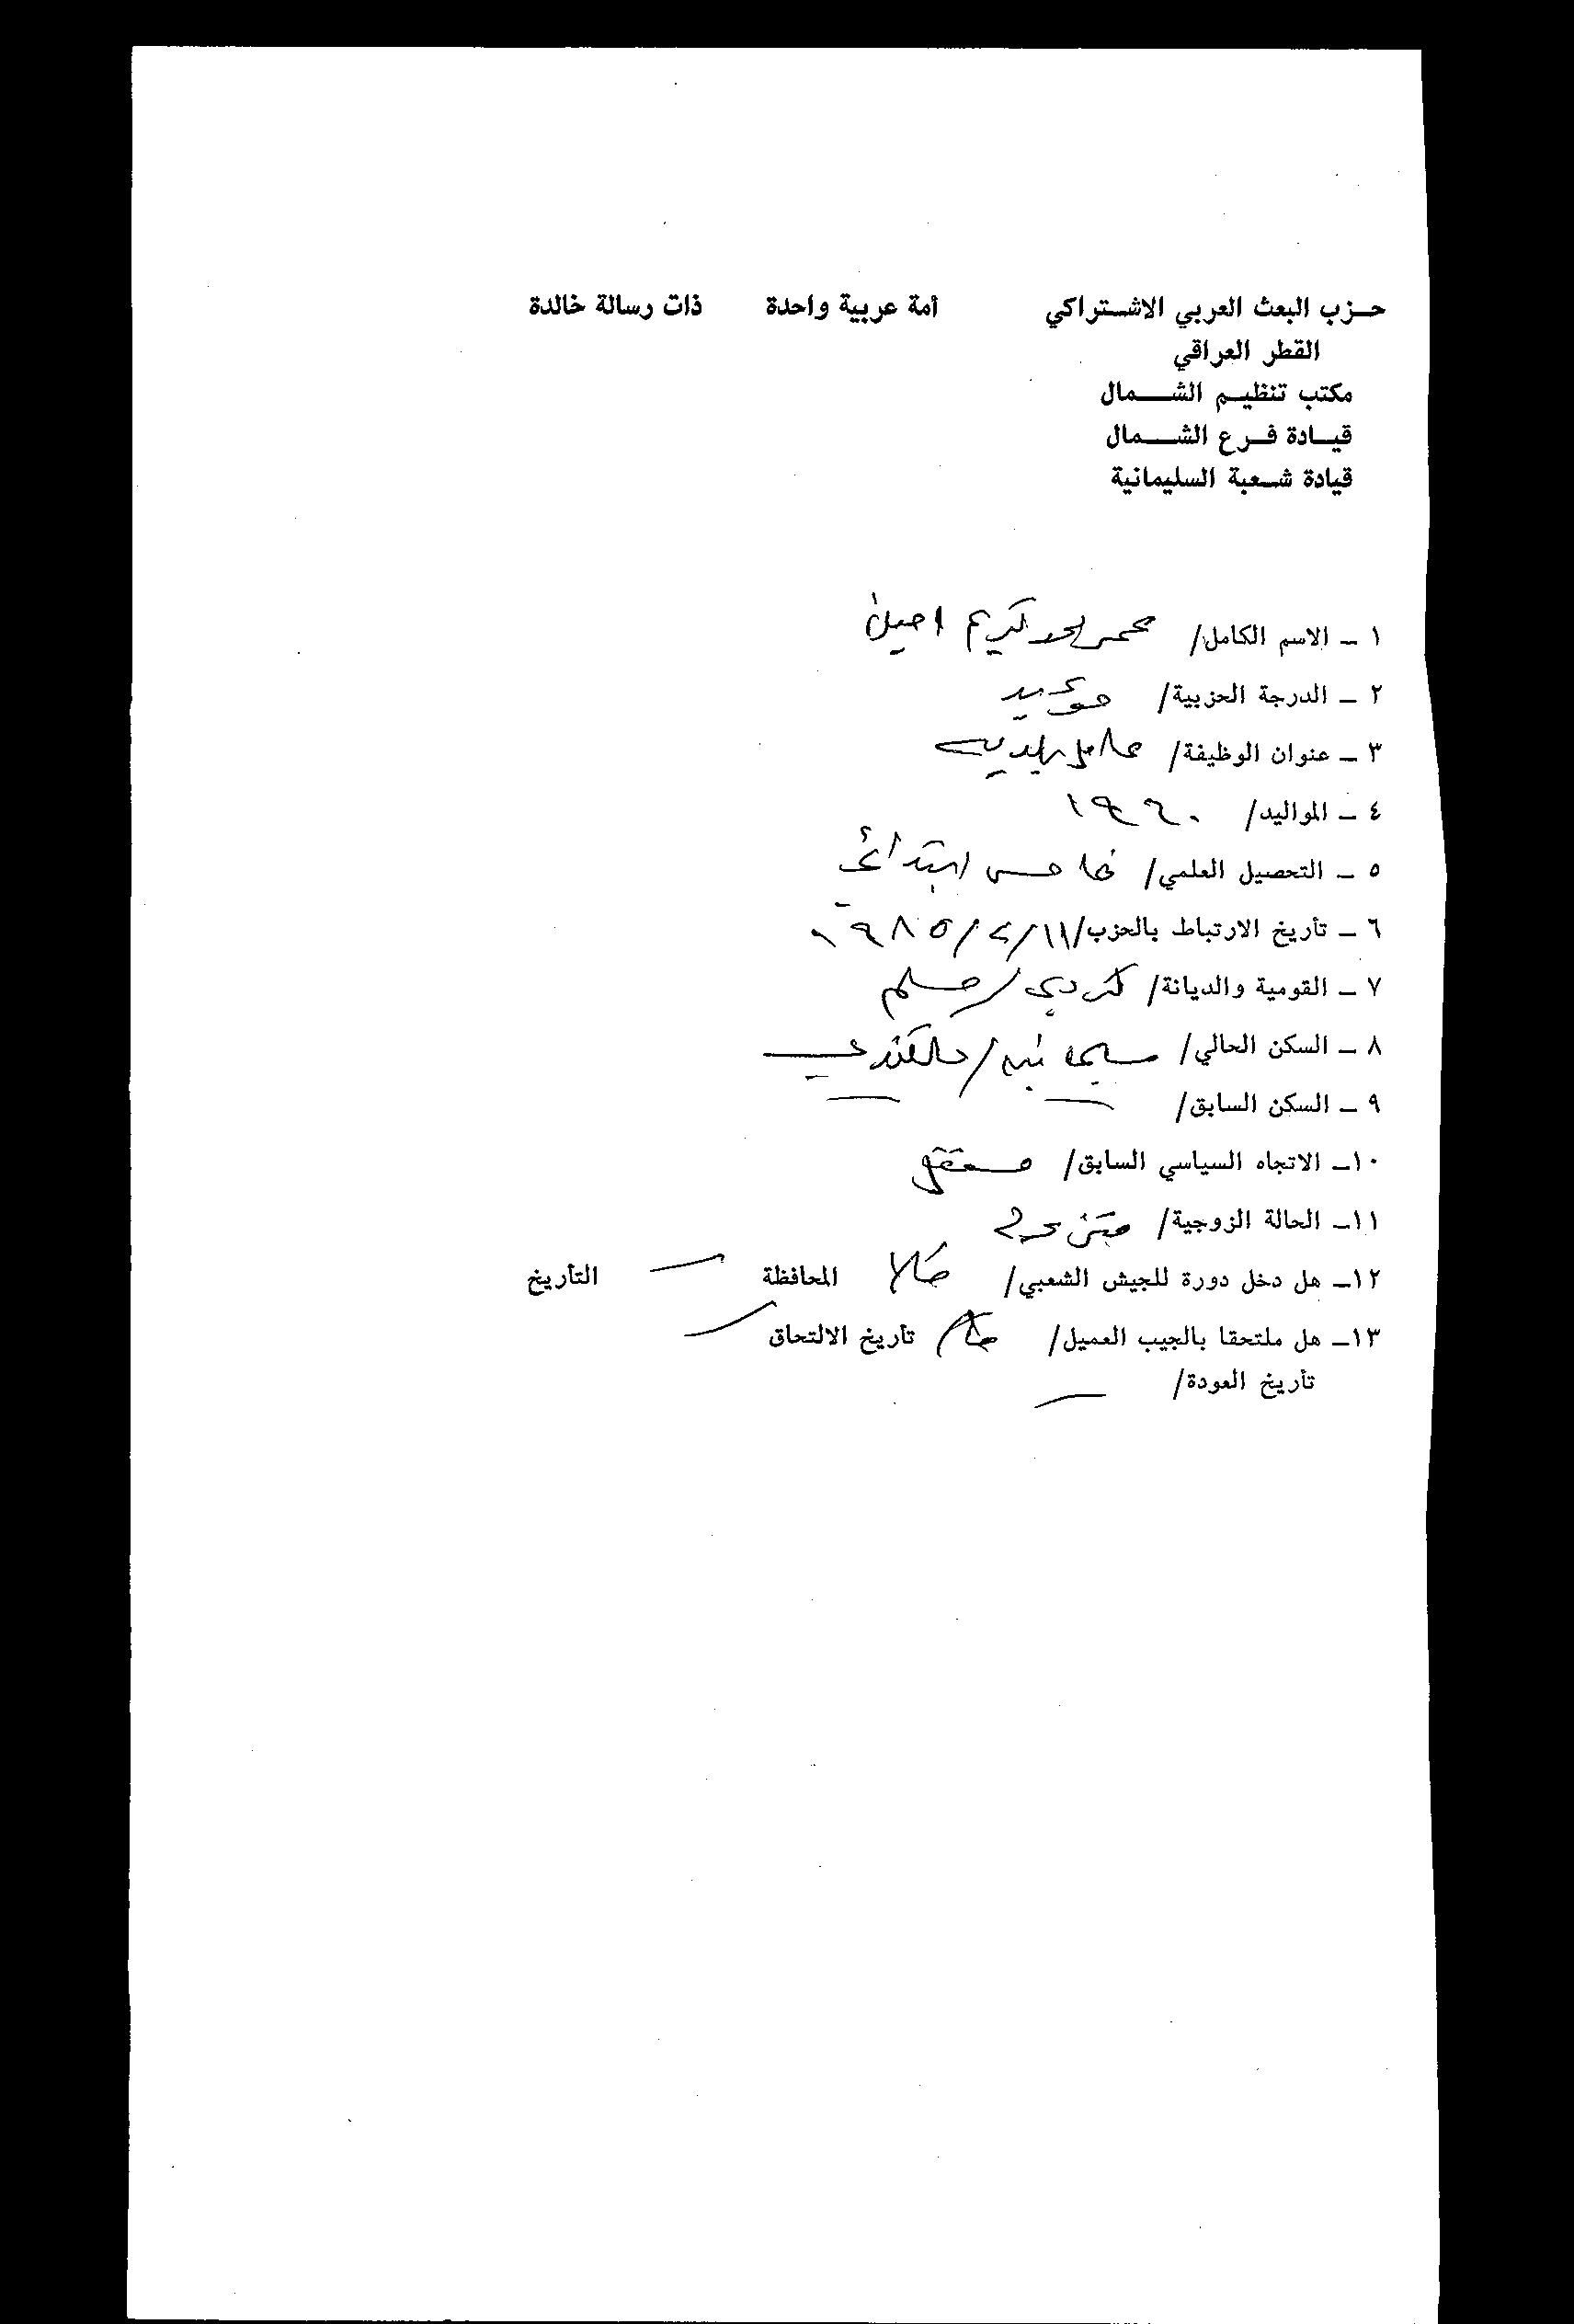 حـزب البعث العربي الاشـتراكي أمة عربية واحدة ذات رسالة خالدة
القطر العراقي
مكتب تنظيـم الشـــمال
قيـادة فـرع الشـــمال
قيادة شـعبة السليمانية
١ ـ الاسم الكامل/ محمد احمد كريم امين
٢ ـ الدرجة الحزبية/ مؤيد
٣ ـ عنوان الوظيفة/ عامل بلدية
٤ ـ المواليد/ ١٩٦٠
٥ ـ التحصيل العلمي/ خامس ابتدائي
٦ ـ تأريخ الارتباط بالحزب/ ١١/٢/١٩٨٥
٧ ـ القومية والديانة/ كردي/مسلم
٨ ـ السكن الحالي/ سليمانيه/
٩ ـ السكن السابق/
١٠ـ الاتجاه السياسي السابق/ مستقل
١١ـ الحالة الزوجية/ متزوج
١٢ـ هل دخل دورة للجيش الشعبي/ كلا المحافظة التأريخ
١٣ـ هل ملتحقا بالجيب العميل/ كلا تأريخ الالتحاق
تأريخ العودة/